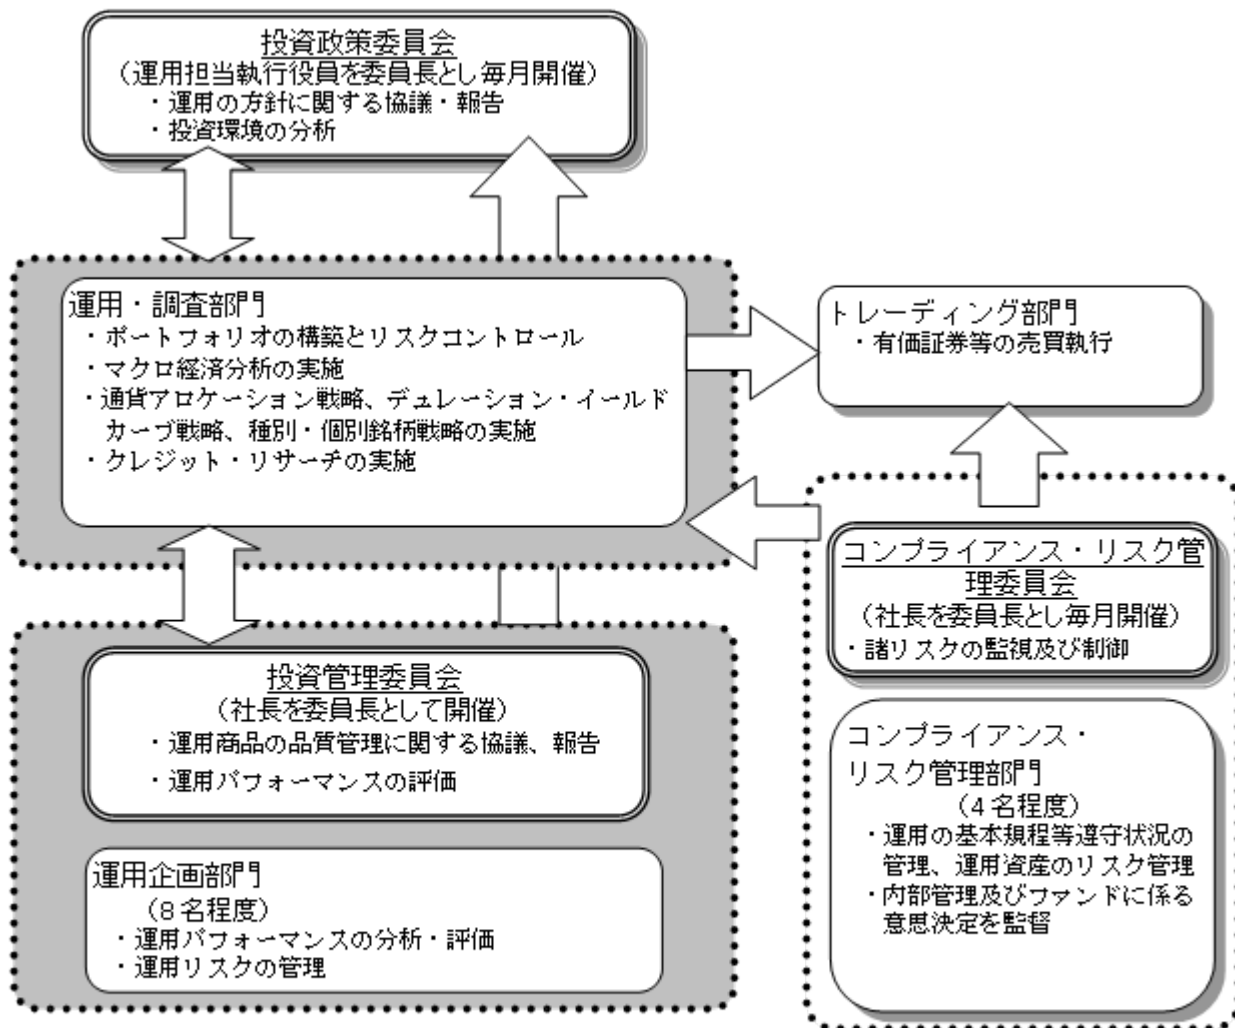 投資政策委員会
（運用担当執行役員を委員長とし毎月開催）
・運用の方針に関する協議・報告
・投資環境の分析
運用・調査部門
・ポートフォリオの構築とリスクコントロール
・マクロ経済分析の実施
・通貨アロケーション戦略、デュレーション・イールド
カーブ戦略、種別・個別銘柄戦略の実施
・クレジット・リサーチの実施
トレーディング部門
・有価証券等の売買執行
投資管理委員会
（社長を委員長として開催）
・運用商品の品質管理に関する協議、報告
・運用パフォーマンスの評価
運用企画部門
（8名程度）
・運用パフォーマンスの分析・評価
・運用リスクの管理
コンプライアンス・リスク管
理委員会
（社長を委員長とし毎月開催）
・諸リスクの監視及び制御
コンプライアンス・
リスク管理部門
（4名程度）
・運用の基本規程等遵守状況の
管理、運用資産のリスク管理
・内部管理及びファンドに係る
意思決定を監督